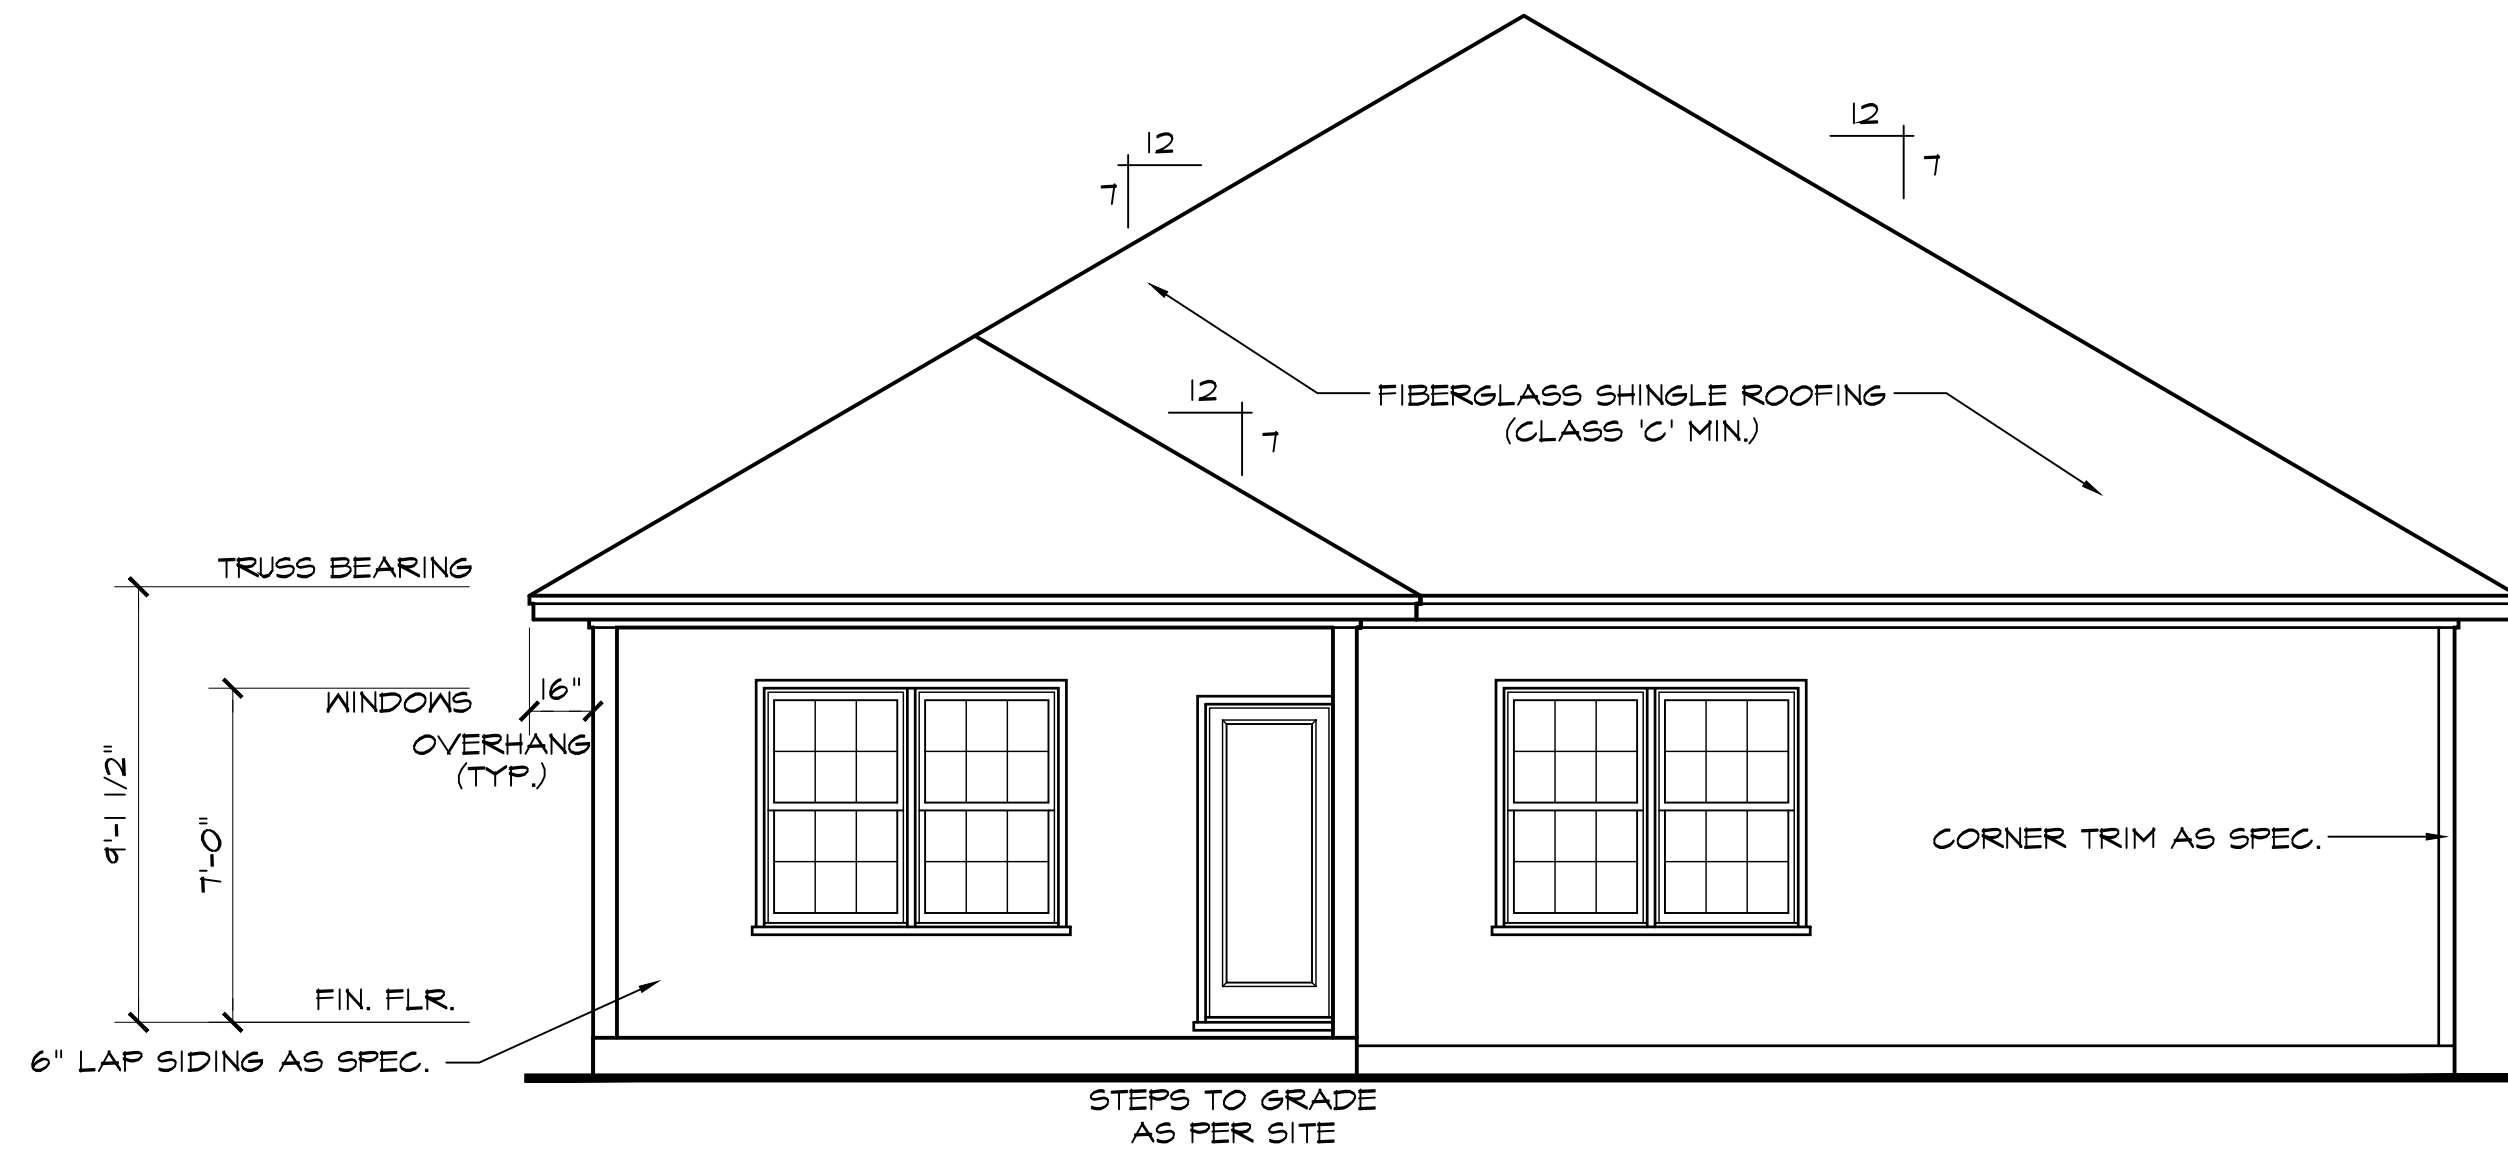 12
7
12
7
12
7
FIBERGLASS SHINGLE ROOFING
(CLASS 'C' MIN.)
TRUSS BEARING
WINDOWS
16"
OVERHANG
(TYP.)
9'-1 1/2"
7'-0"
CORNER TRIM AS SPEC.
FIN. FLR.
6" LAP SIDING AS SPEC.
STEPS TO GRADE
AS PER SITE